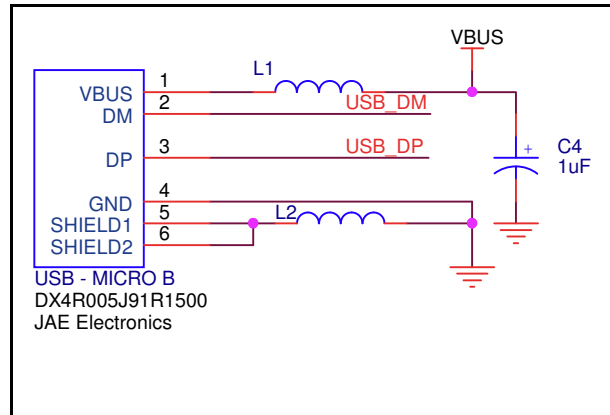 VBUS
L1
VBUS 1
DM 2
USB_DM
DP 3
USB_DP
+
C4
1uF
GND 4
SHIELD1 5
L2
SHIELD2 6
USB - MICRO B
DX4R005J91R1500
JAE Electronics